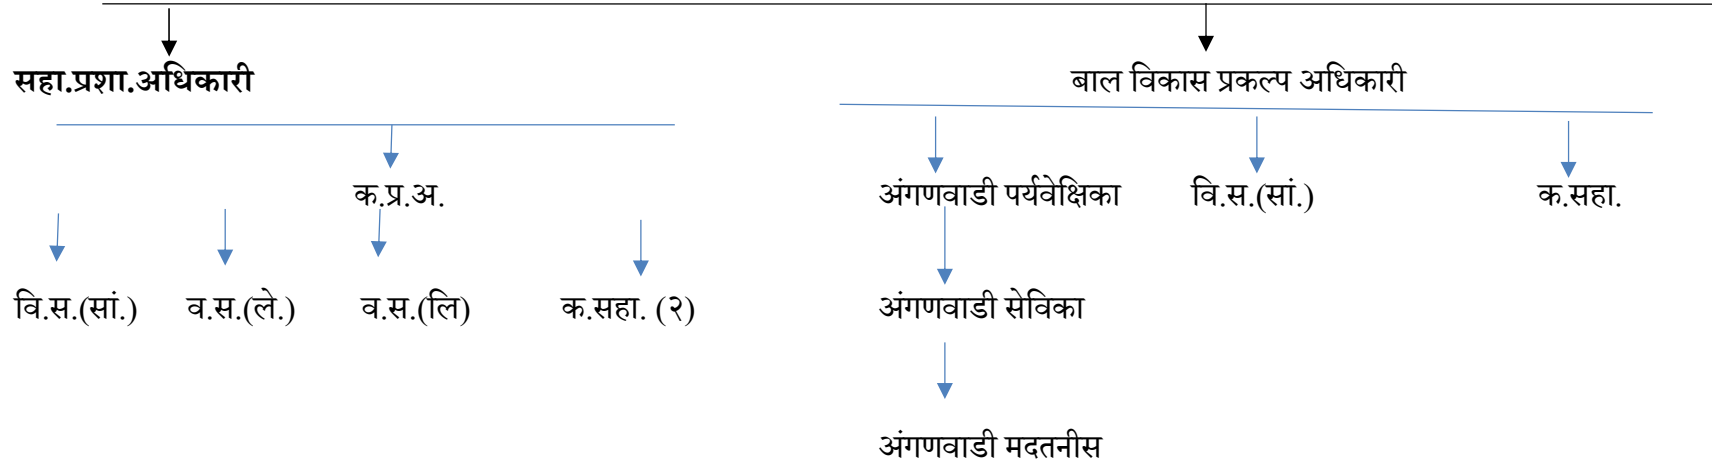 सहा.प्रशा.अधिकारी
बाल विकास प्रकल्प अधिकारी
क.प्र.अ.
अंगणवाडी पर्यवेक्षिका
वि.स.(सां.)
क.सहा.
वि.स.(सां.)
व.स.(ले.)
व.स.(लि)
क.सहा. (२)
अंगणवाडी सेविका
अंगणवाडी मदतनीस